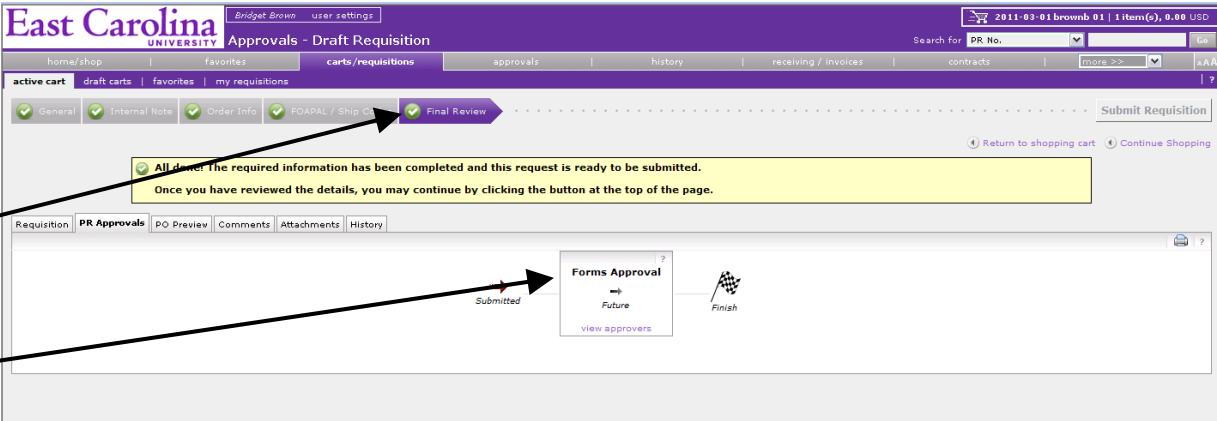 East Carolina
UNIVERSITY
Bridget Brown user settings
2011-03-01 brownb 01 | 1 item(s), 0.00 USD
Approvals - Draft Requisition
Search for PR No. Go
home/shop | favorites carts/requisitions approvals | history | receiving / invoices | contracts | more >> AAA
active cart draft carts | favorites | my requisitions | ?
General Internal Note Order Info FOAPAL / Ship Final Review Submit Requisition
Return to shopping cart Continue Shopping
All done! The required information has been completed and this request is ready to be submitted.
Once you have reviewed the details, you may continue by clicking the button at the top of the page.
Requisition PR Approvals PO Preview Comments Attachments History
?
?
Forms Approval
Submitted Future Finish
view approvers